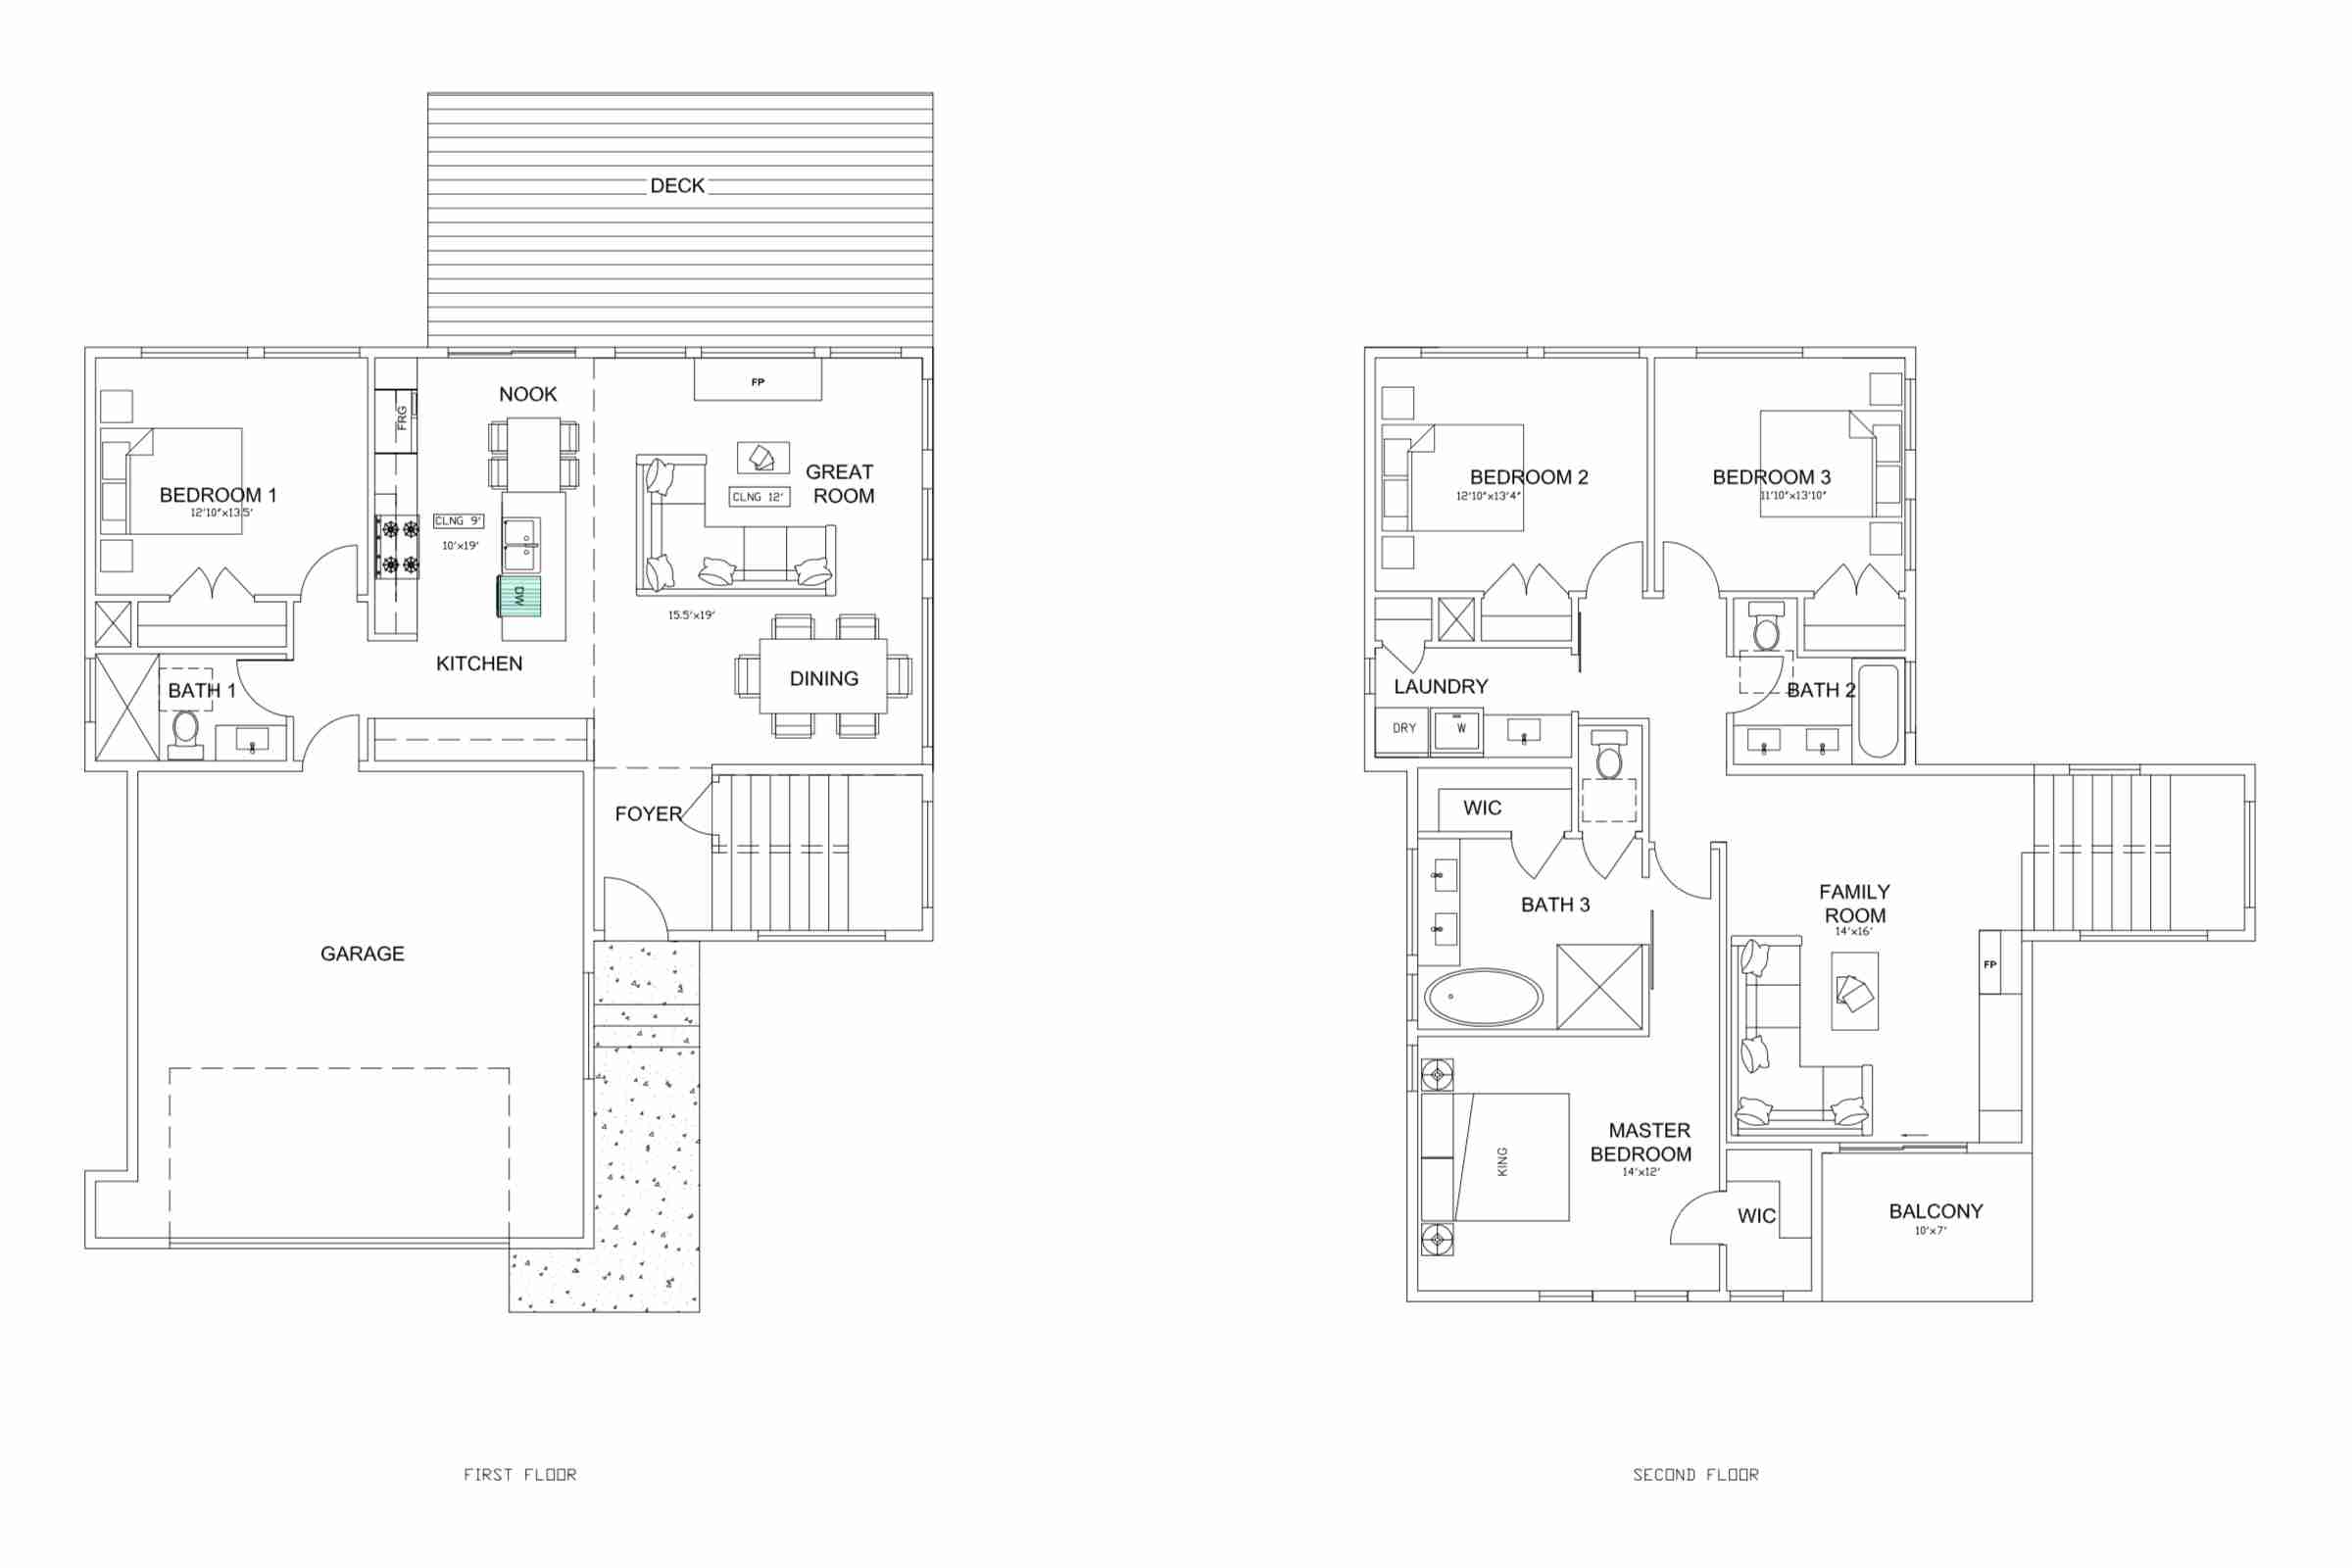 DECK
NOOK
FP
FRG
GREAT
ROOM
CLNG 12'
BEDROOM 1
12'10"x13.5'
CLNG 9'
10'x19'
DW
15.5'x19'
KITCHEN
DINING
BATH 1
FOYER
GARAGE
FIRST FLOOR
BEDROOM 2
12'10"x13'4"
BEDROOM 3
11'10"x13'10"
LAUNDRY
BATH 2
DRY
W
WIC
BATH 3
FAMILY
ROOM
14'x16'
FP
MASTER
BEDROOM
14'x12'
KING
WIC
BALCONY
10'x7'
SECOND FLOOR